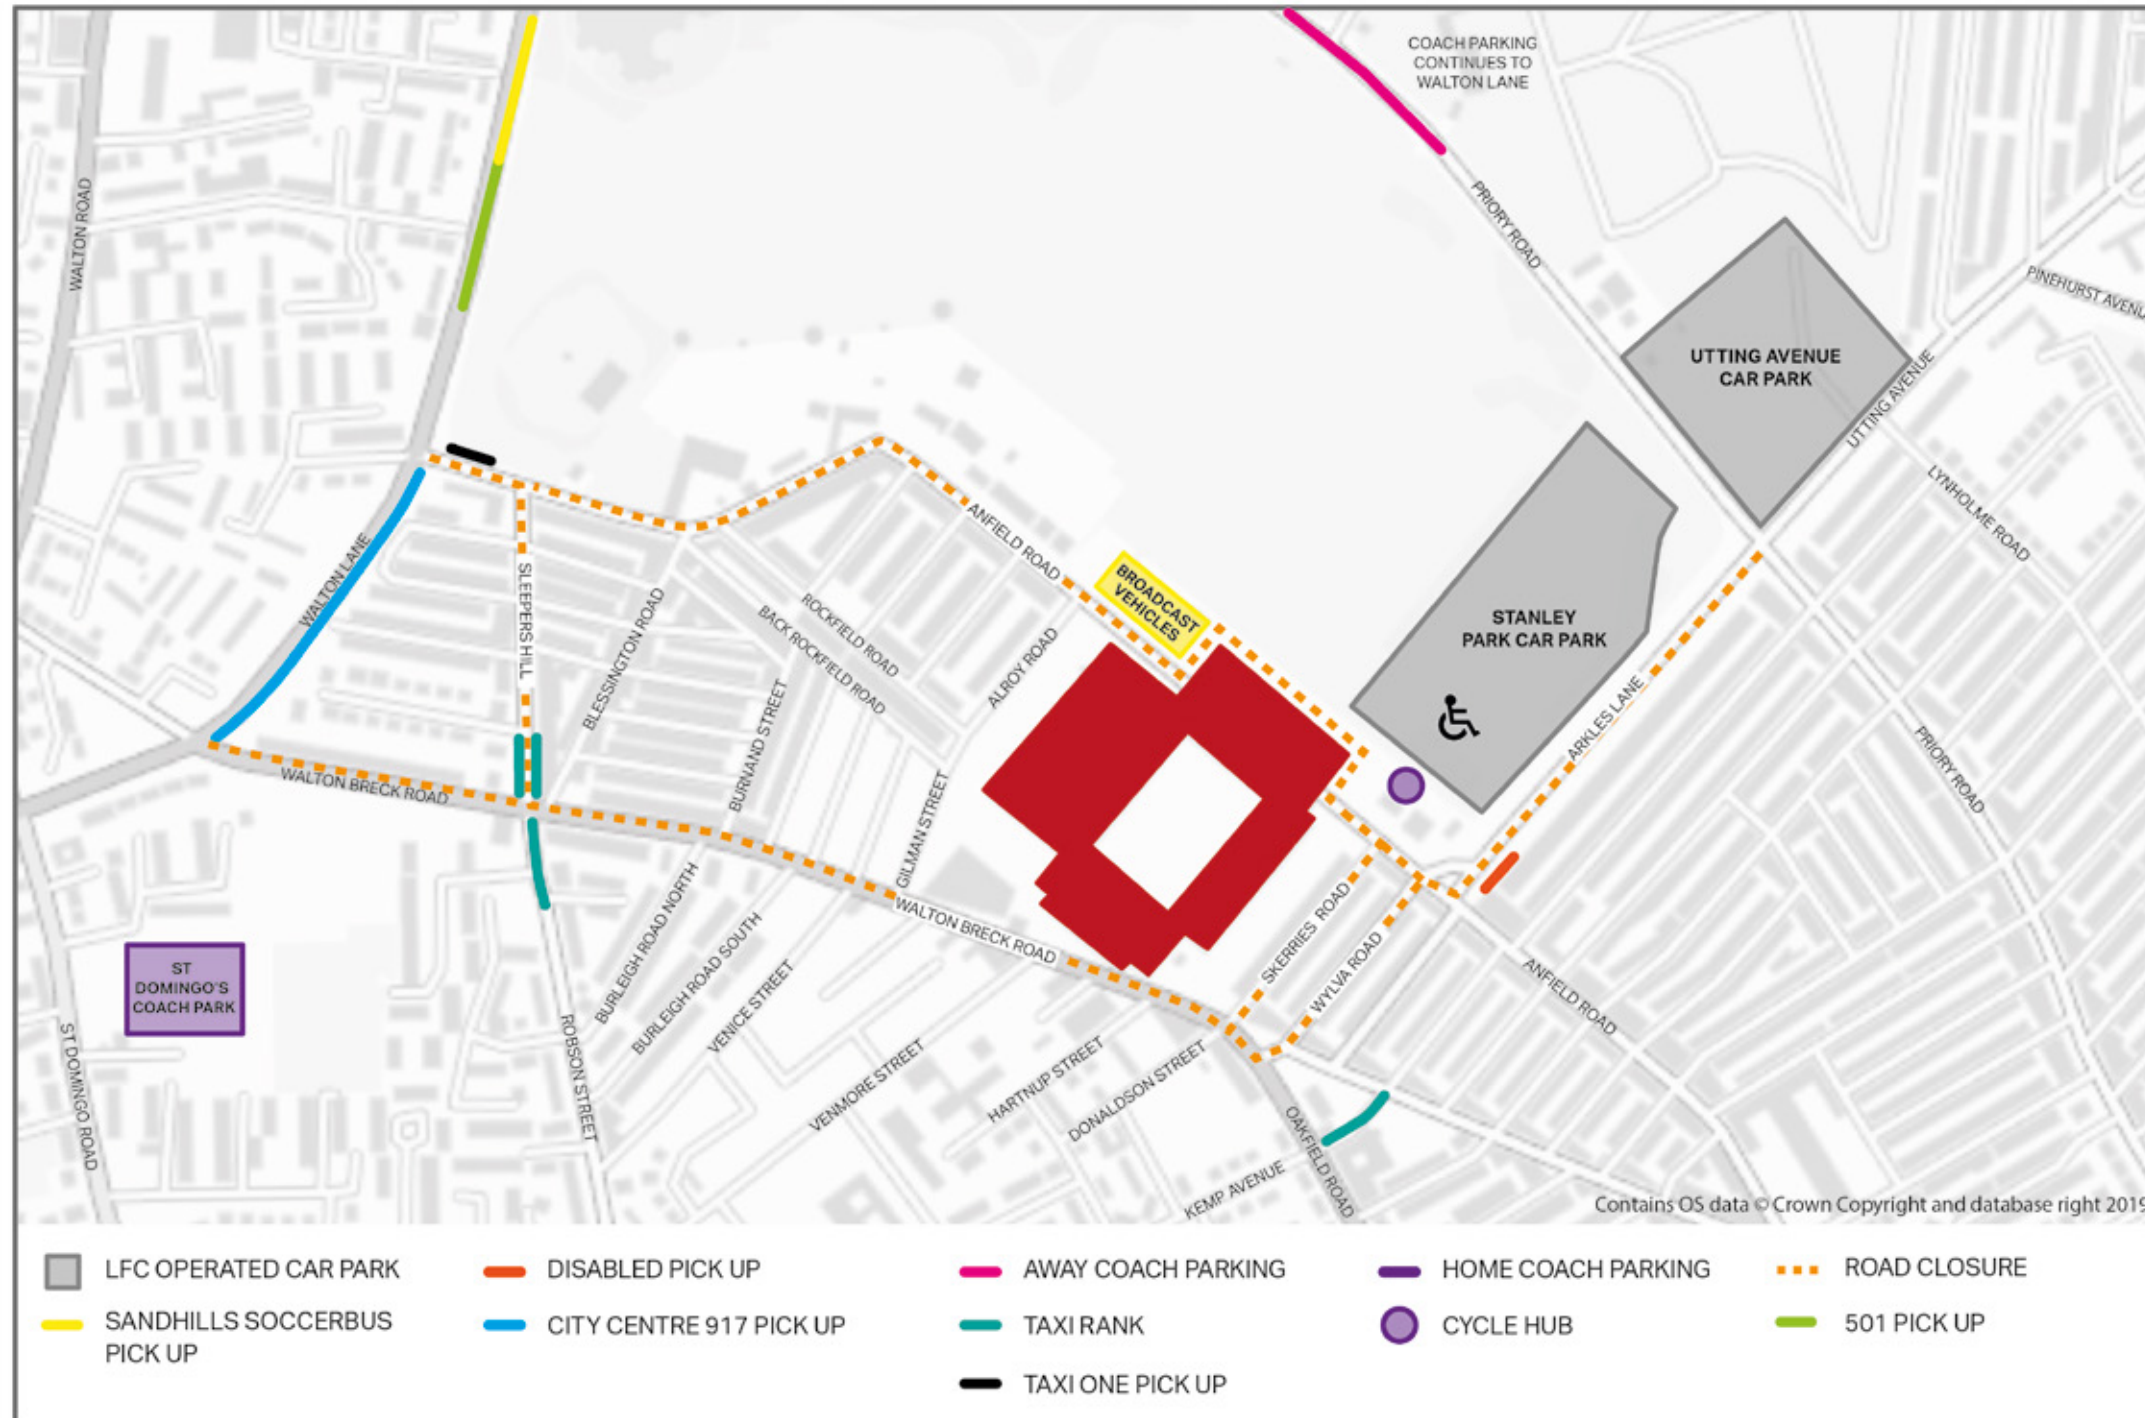 COACH PARKING
CONTINUES TO
WALTON LANE
WALTON ROAD
PRIORY ROAD
PINEHURST AVENU
UTTING AVENUE
CAR PARK
UTTING AVENUE
LYNHOLME ROAD
ANFIELD ROAD
BROADCAST
VEHICLES
WALTON LANE
SLEEPERS HILL
BLESSINGTON ROAD
ROCKFIELD ROAD
BACK ROCKFIELD ROAD
ALROY ROAD
STANLEY
PARK CAR PARK
ARKLES LANE
PRIORY ROAD
BURNAND STREET
WALTON BRECK ROAD
GILMAN STREET
WALTON BRECK ROAD
SKERRIES ROAD
WYLVA ROAD
ANFIELD ROAD
BURLEIGH ROAD NORTH
BURLEIGH ROAD SOUTH
VENICE STREET
ST
DOMINGO'S
COACH PARK
ST DOMINGO ROAD
ROBSON STREET
VENMORE STREET
HARTNUP STREET
DONALDSON STREET
OAKFIELD ROAD
KEMP AVENUE
Contains OS data © Crown Copyright and database right 2019
LFC OPERATED CAR PARK
DISABLED PICK UP
AWAY COACH PARKING
HOME COACH PARKING
ROAD CLOSURE
SANDHILLS SOCCERBUS
PICK UP
CITY CENTRE 917 PICK UP
TAXI RANK
CYCLE HUB
501 PICK UP
TAXI ONE PICK UP